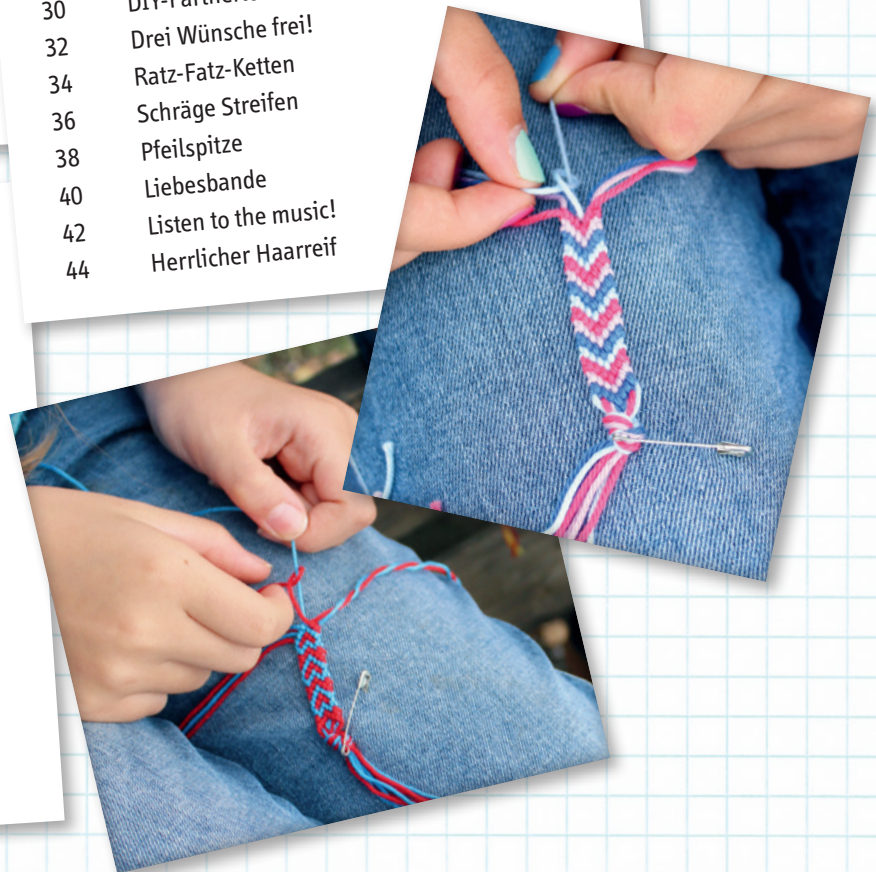 30
32 Drei Wünsche frei!
34 Ratz-Fatz-Ketten
36 Schräge Streifen
38 Pfeilspitze
40 Liebesbande
42 Listen to the music!
44 Herrlicher Haarreif